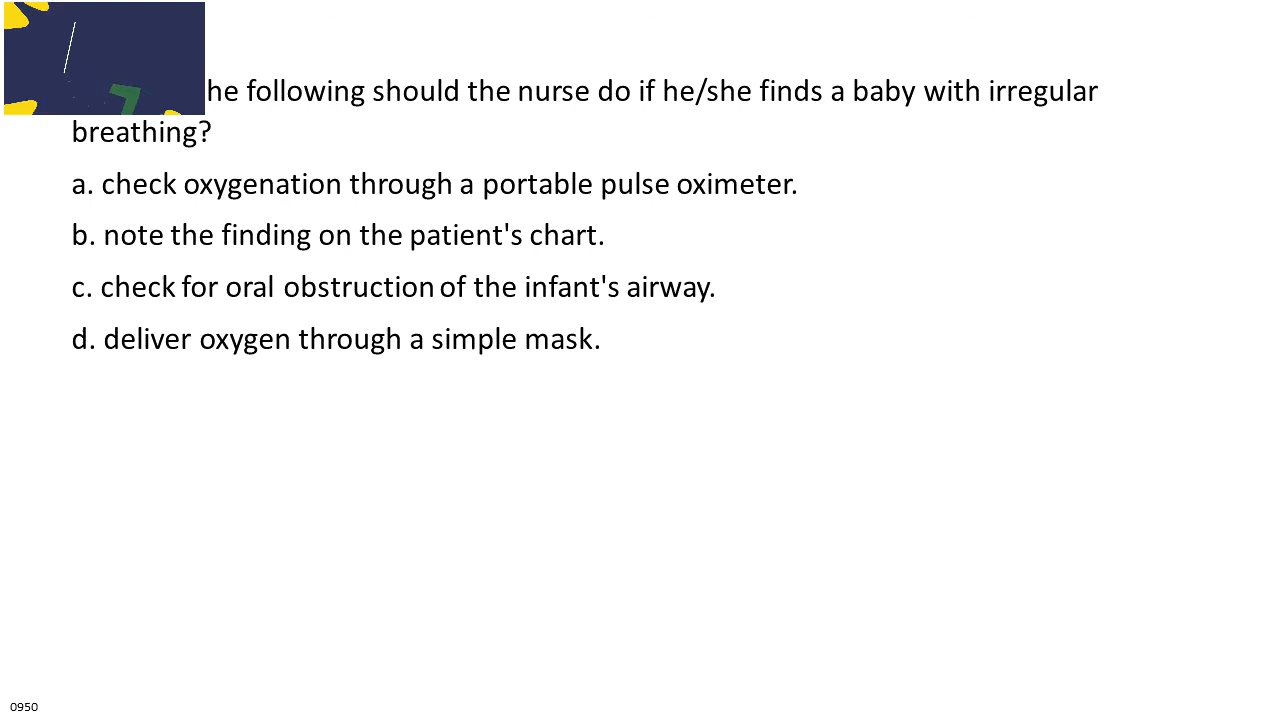 he following should the nurse do if he/she finds a baby with irregular
breathing?
a. check oxygenation through a portable pulse oximeter.
b. note the finding on the patient's chart.
c. check for oral obstruction of the infant's airway.
d. deliver oxygen through a simple mask.
0950